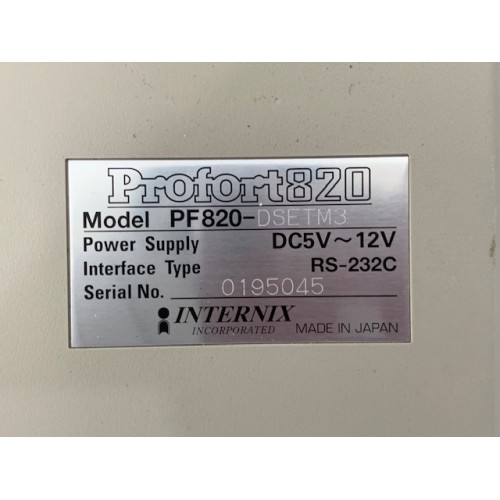 Profort820
Model PF820-DSETM3
Power Supply DC5V～12V
Interface Type RS-232C
Serial No. 0195045
INTERNIX
INCORPORATED MADE IN JAPAN